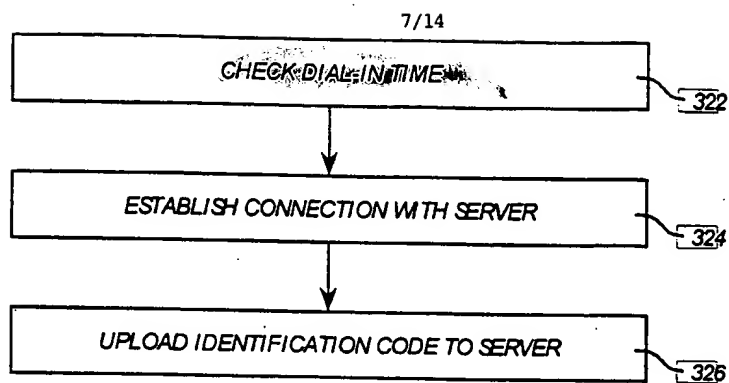 7/14
CHECK DIAL-IN TIME
322
ESTABLISH CONNECTION WITH SERVER
324
UPLOAD IDENTIFICATION CODE TO SERVER
326